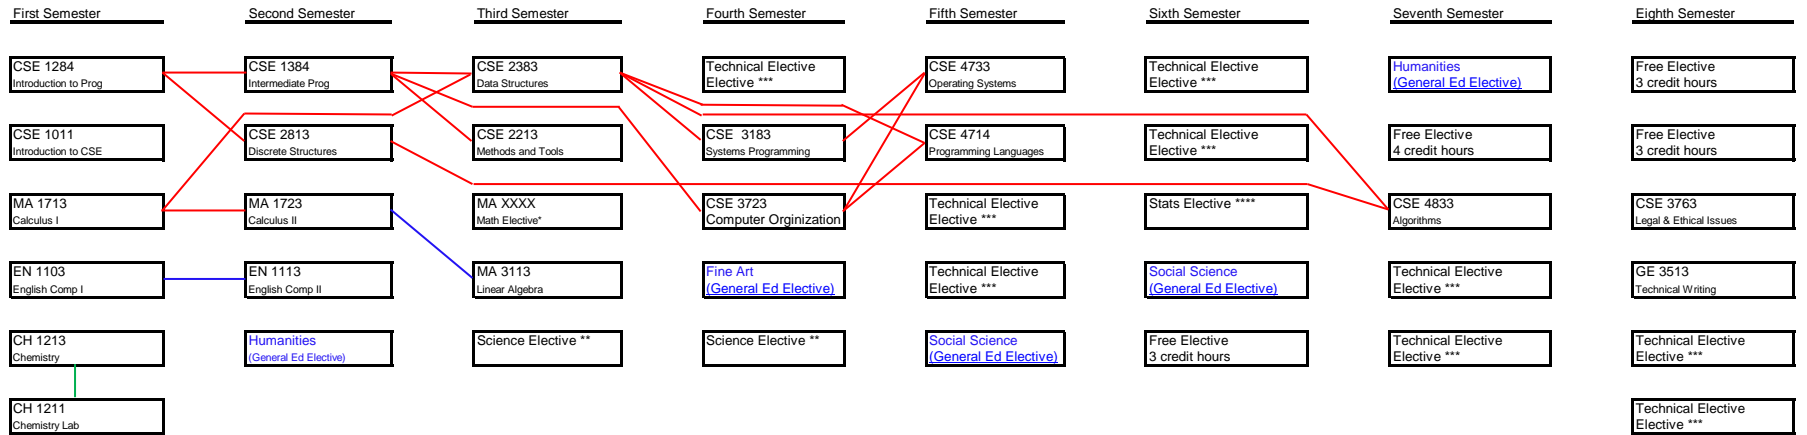 First Semester
CSE 1284
Introduction to Prog
CSE 1011
Introduction to CSE
MA 1713
Calculus I
EN 1103
English Comp I
CH 1213
Chemistry
CH 1211
Chemistry Lab
Second Semester
CSE 1384
Intermediate Prog
CSE 2813
Discrete Structures
MA 1723
Calculus II
EN 1113
English Comp II
Humanities
(General Ed Elective)
Third Semester
CSE 2383
Data Structures
CSE 2213
Methods and Tools
MA XXXX
Math Elective*
MA 3113
Linear Algebra
Science Elective **
Fourth Semester
Technical Elective
Elective ***
CSE  3183
Systems Programming
CSE 3723
Computer Orginization
Fine Art
(General Ed Elective)
Science Elective **
Fifth Semester
CSE 4733
Operating Systems
CSE 4714
Programming Languages
Technical Elective
Elective ***
Technical Elective
Elective ***
Social Science
(General Ed Elective)
Sixth Semester
Technical Elective
Elective ***
Technical Elective
Elective ***
Stats Elective ****
Social Science
(General Ed Elective)
Free Elective
3 credit hours
Seventh Semester
Humanities
(General Ed Elective)
Free Elective
4 credit hours
CSE 4833
Algorithms
Technical Elective
Elective ***
Technical Elective
Elective ***
Eighth Semester
Free Elective
3 credit hours
Free Elective
3 credit hours
CSE 3763
Legal & Ethical Issues
GE 3513
Technical Writing
Technical Elective
Elective ***
Technical Elective
Elective ***